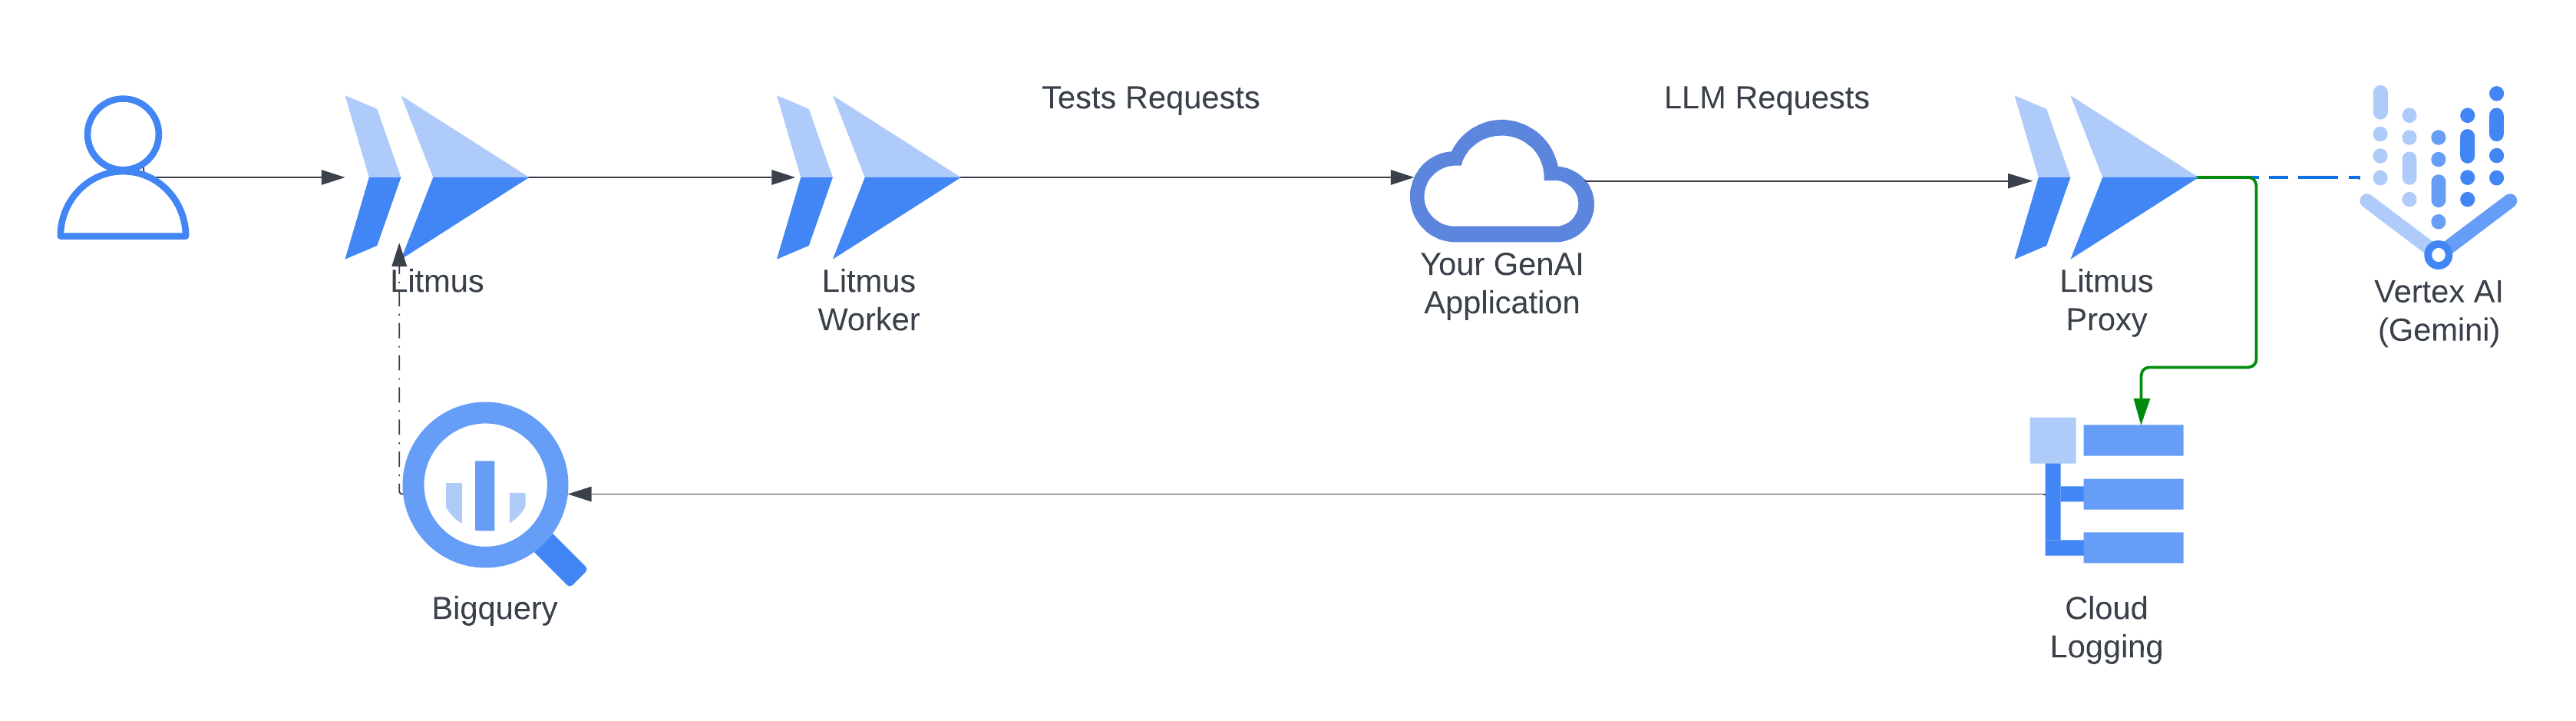 Tests Requests
LLM Requests
Litmus
Litmus
Worker
Your GenAI
Application
Litmus
Proxy
Vertex AI
(Gemini)
Bigquery
Cloud
Logging